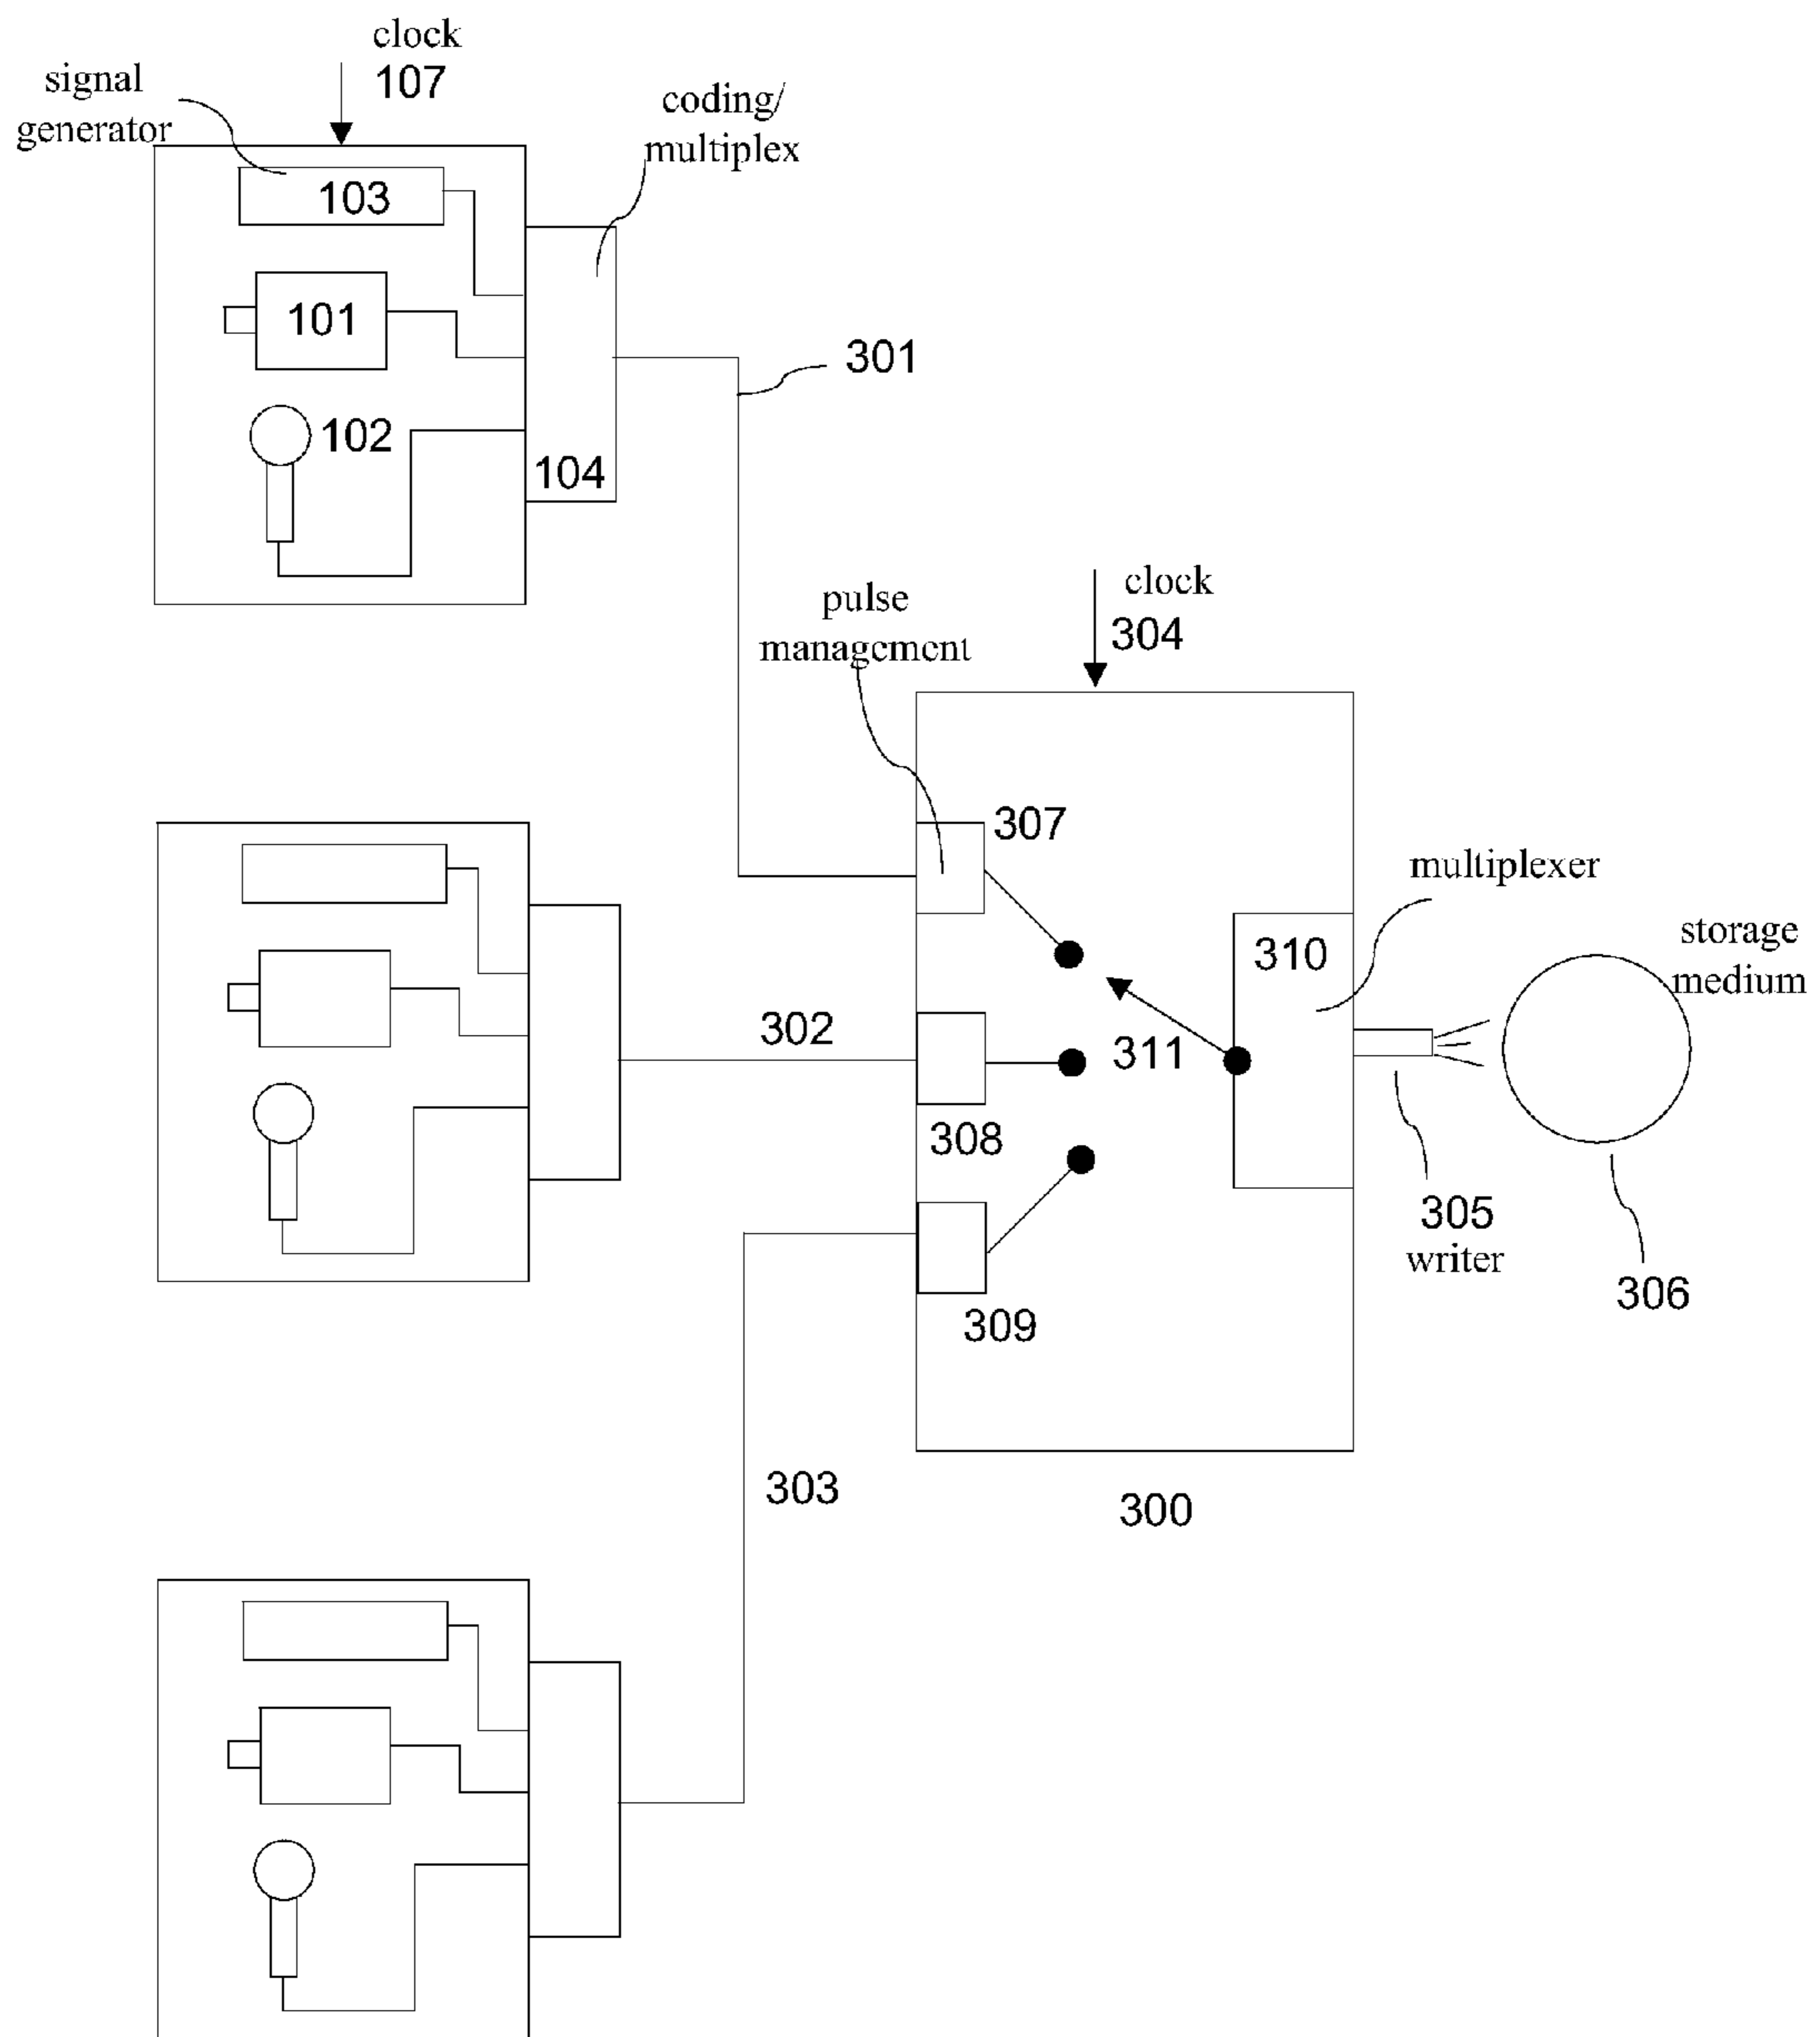 clock
107
signal
generator
coding/
multiplex
103
101
301
102
104
clock
304
pulse
management
307
multiplexer
310
storage
medium
302
311
308
305
writer
306
309
303
300